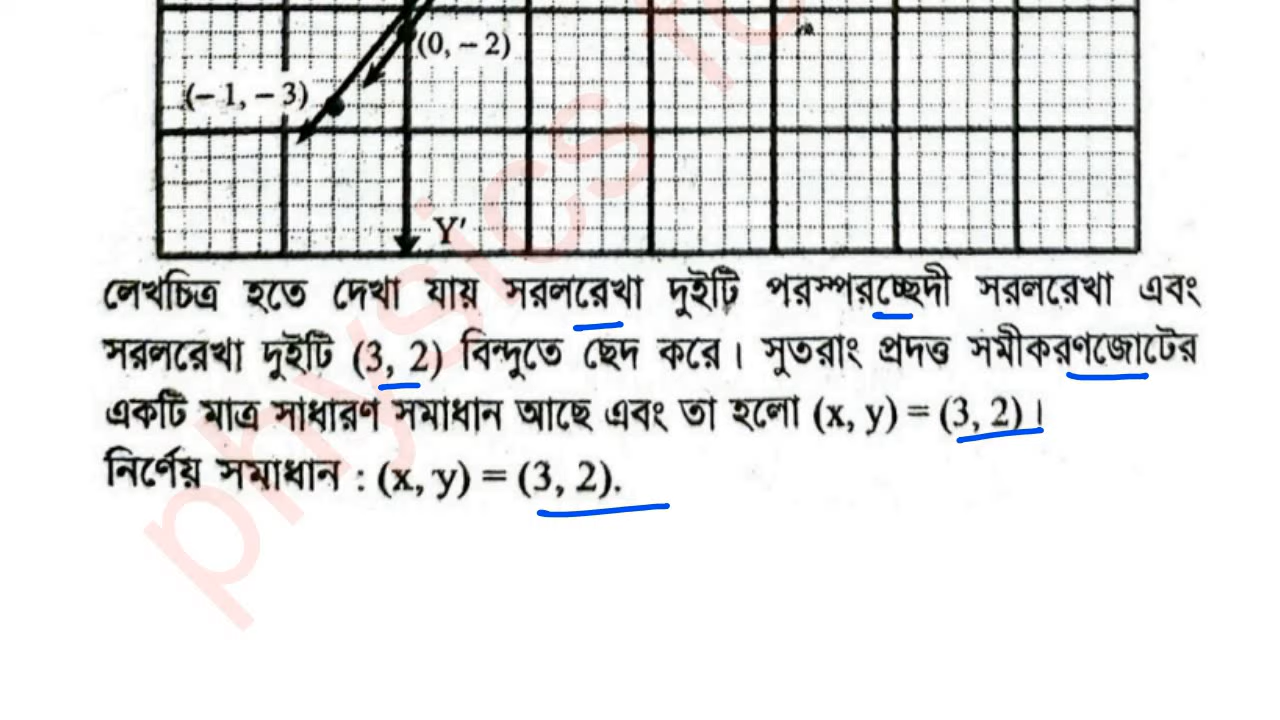 (0, – 2)
(– 1, – 3)
Y′
লেখচিত্র হতে দেখা যায় সরলরেখা দুইটি পরস্পরচ্ছেদী সরলরেখা এবং
সরলরেখা দুইটি (3, 2) বিন্দুতে ছেদ করে। সুতরাং প্রদত্ত সমীকরণজোটের
একটি মাত্র সাধারণ সমাধান আছে এবং তা হলো (x, y) = (3, 2)।
নির্ণেয় সমাধান : (x, y) = (3, 2).
physics